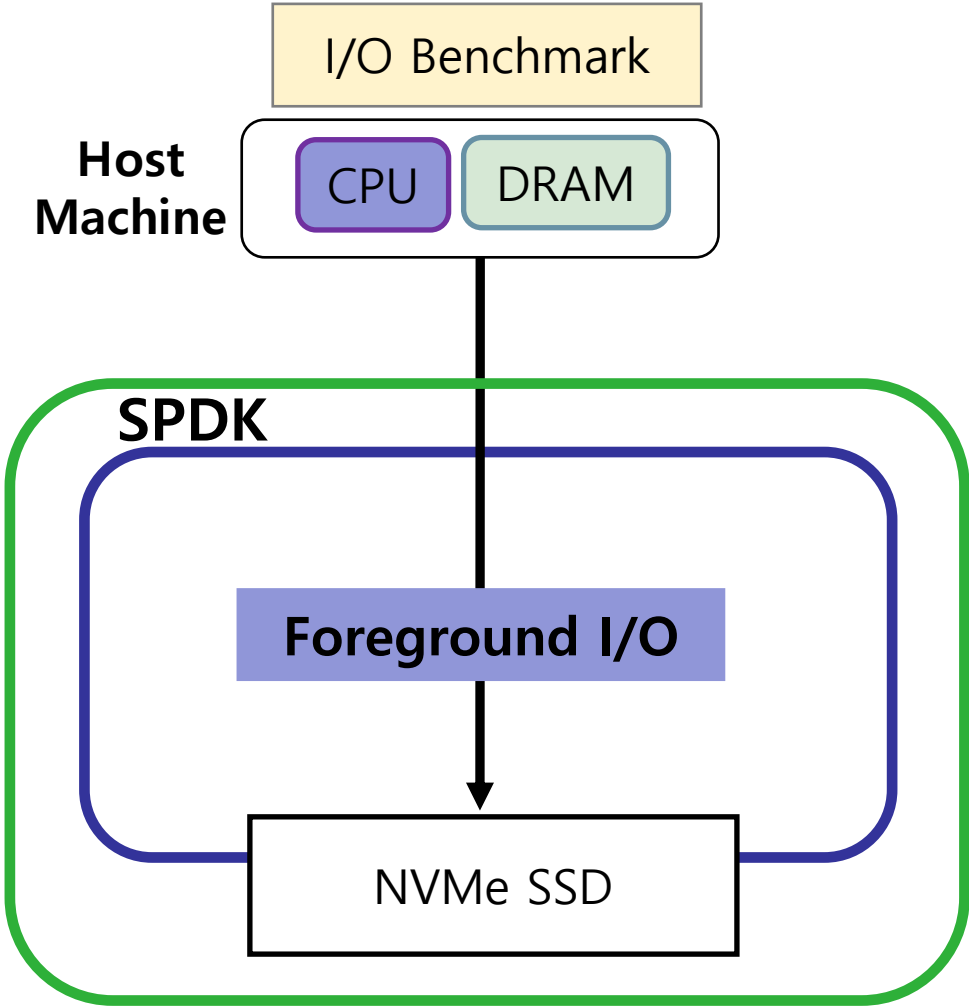 I/O Benchmark
Host
Machine
CPU
DRAM
SPDK
Foreground I/O
NVMe SSD